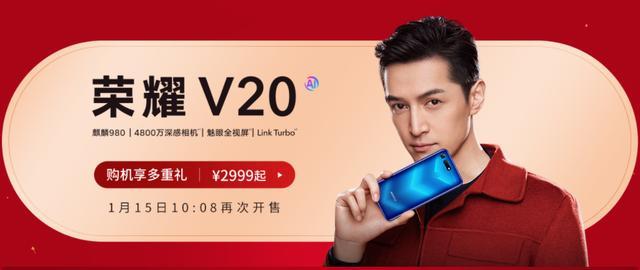 荣耀 V20 AI
麒麟980 | 4800万深感相机 | 魅眼全视屏 | Link Turbo
购机享多重礼 | ¥2999起 ▶
1月15日10:08再次开售